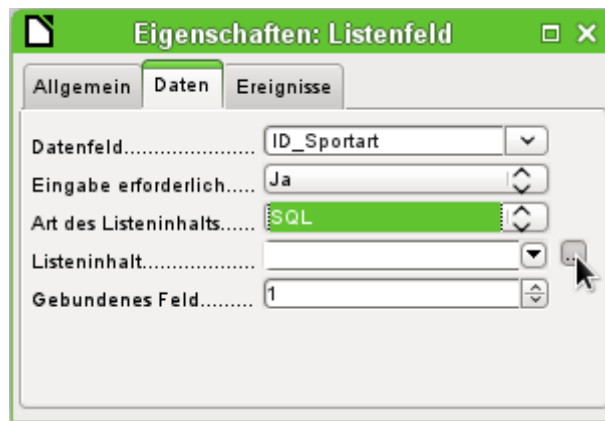 Eigenschaften: Listenfeld
Allgemein Daten Ereignisse
Datenfeld...................... ID_Sportart
Eingabe erforderlich..... Ja
Art des Listeninhalts...... SQL
Listeninhalt................... ...
Gebundenes Feld......... 1